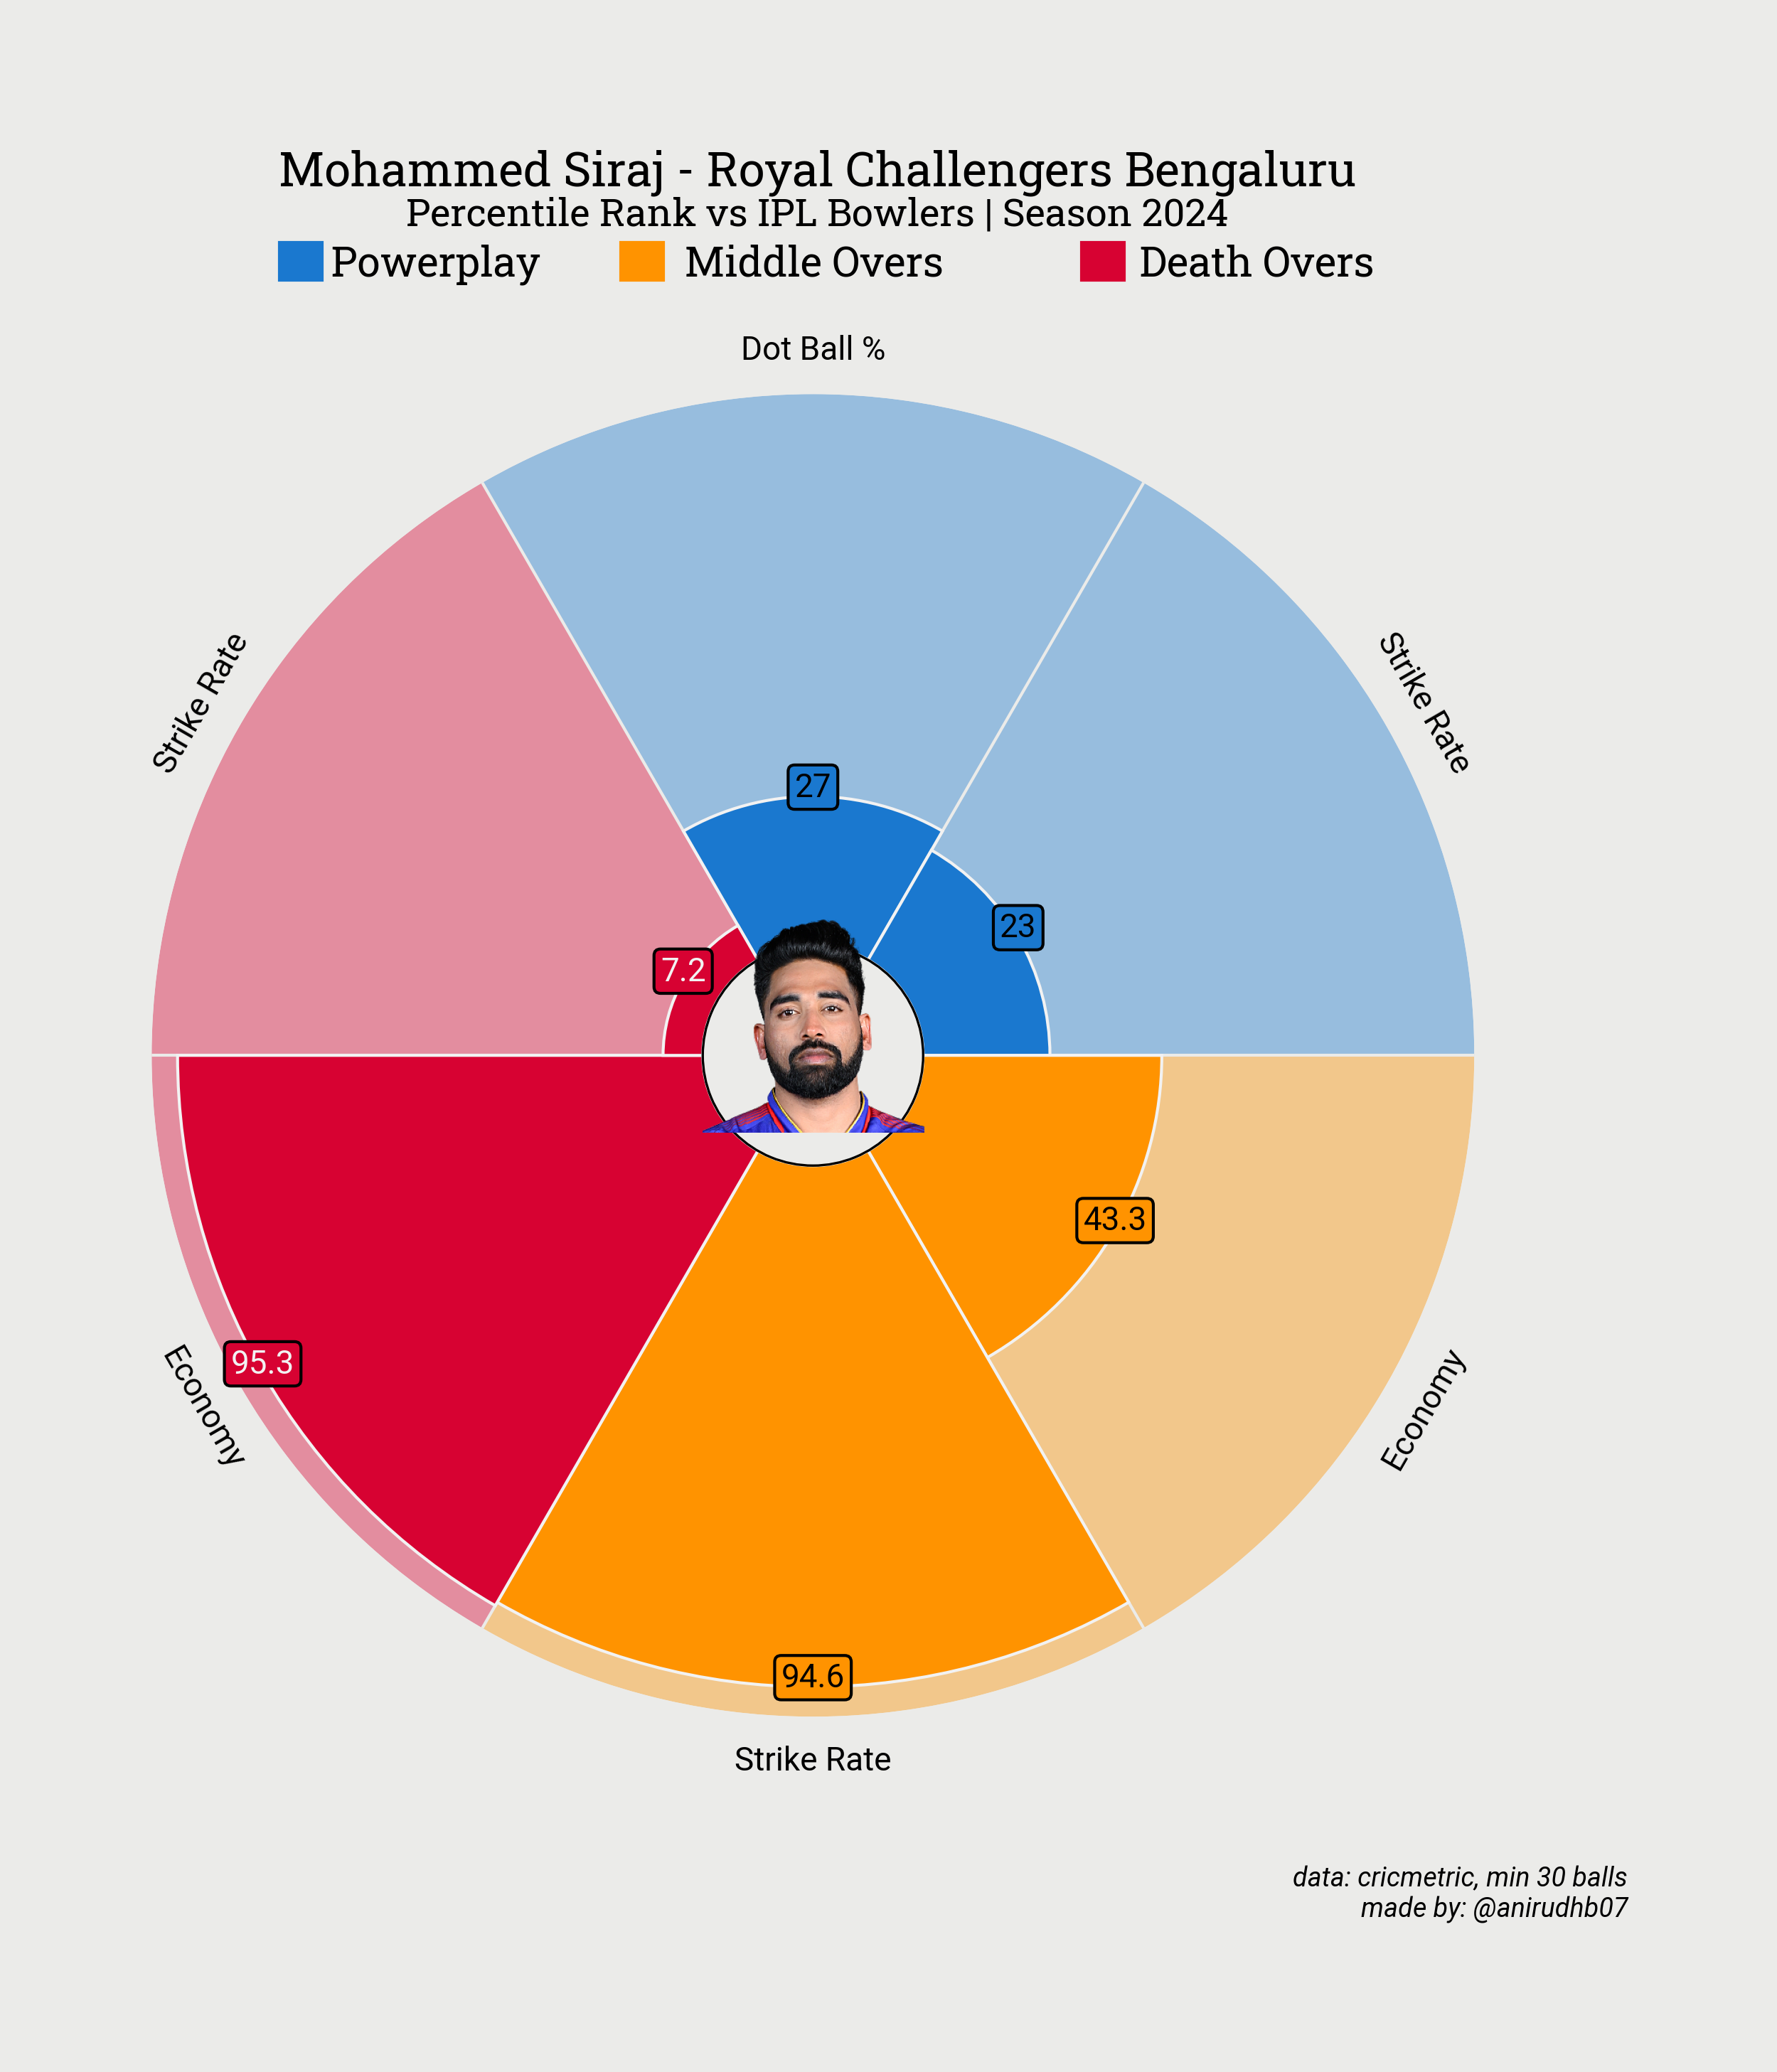 Mohammed Siraj - Royal Challengers Bengaluru
Percentile Rank vs IPL Bowlers | Season 2024
Powerplay Middle Overs Death Overs
Dot Ball %
Strike Rate
Strike Rate
27
23
7.2
43.3
95.3
Economy
Economy
94.6
Strike Rate
data: cricmetric, min 30 balls
made by: @anirudhb07